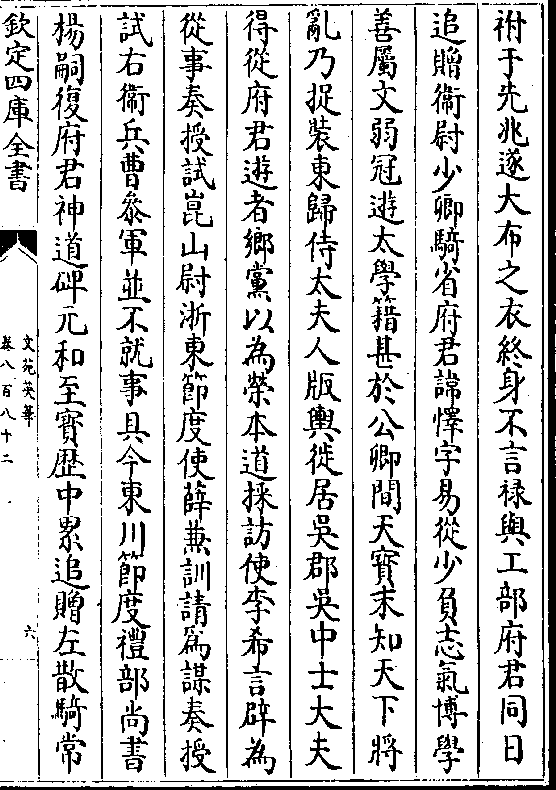 祔于先兆遂大布之衣終身不言禄與工部府君同日
追贈衞尉少卿騎省府君諱懌字易從少負志氣博學
善屬文弱冠遊太學籍甚於公卿間天寳末知天下將
亂乃捉裝東歸侍太夫人版輿徙居吳郡吳中士大夫
得從府君遊者鄉黨以為榮本道採訪使李希言辟為
從事奏授試崑山尉浙東節度使薛兼訓請爲謀奏授
試右衞兵曹叅軍並不就事具今東川節度禮部尚書
楊嗣復府君神道碑元和至寳歴中累追贈左散騎常
欽定四庫全書
文苑英華
卷八百八十二
六